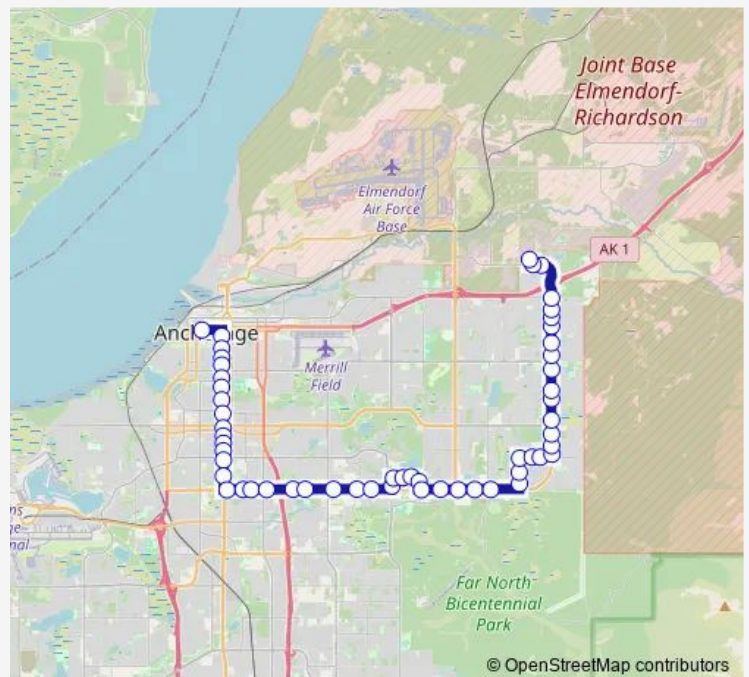 Joint Base
Elmendorf-
Richardson
Elmendorf
Air Force
Base
AK 1
Merrill
Field
Far North
Bicentennial
Park
© OpenStreetMap contributors